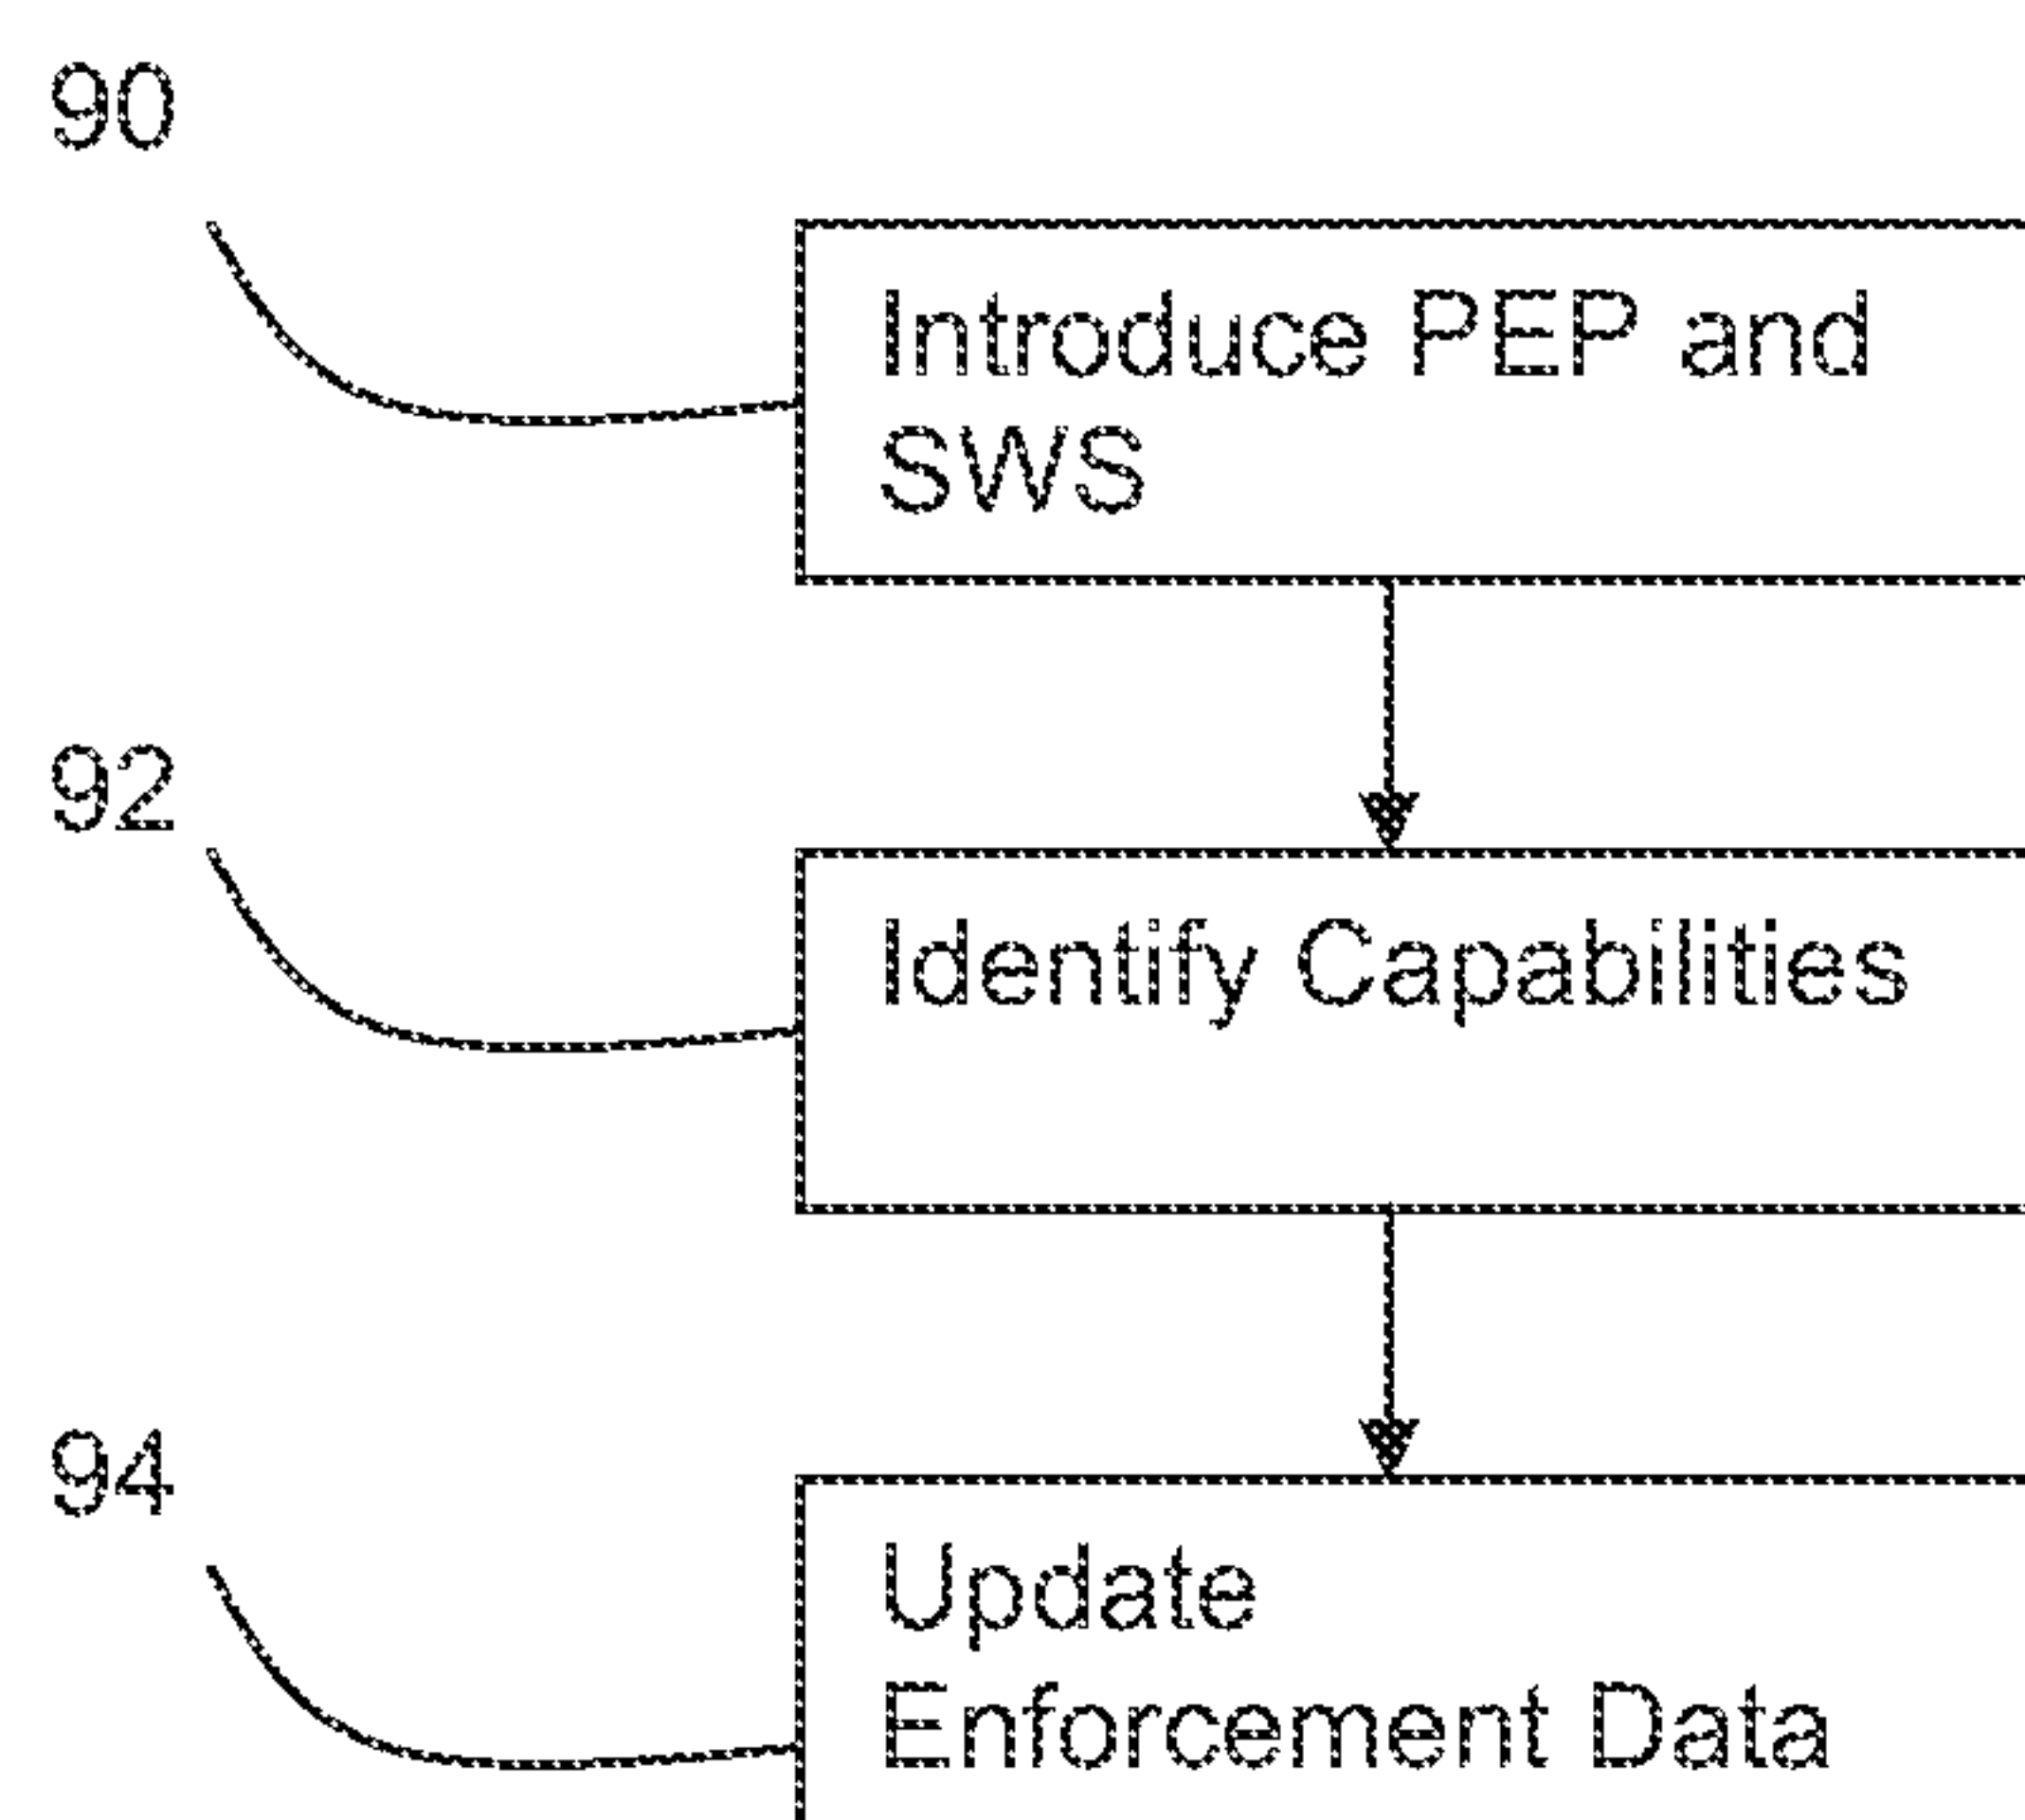 90
Introduce PEP and
SWS
92
Identify Capabilities
94
Update
Enforcement Data